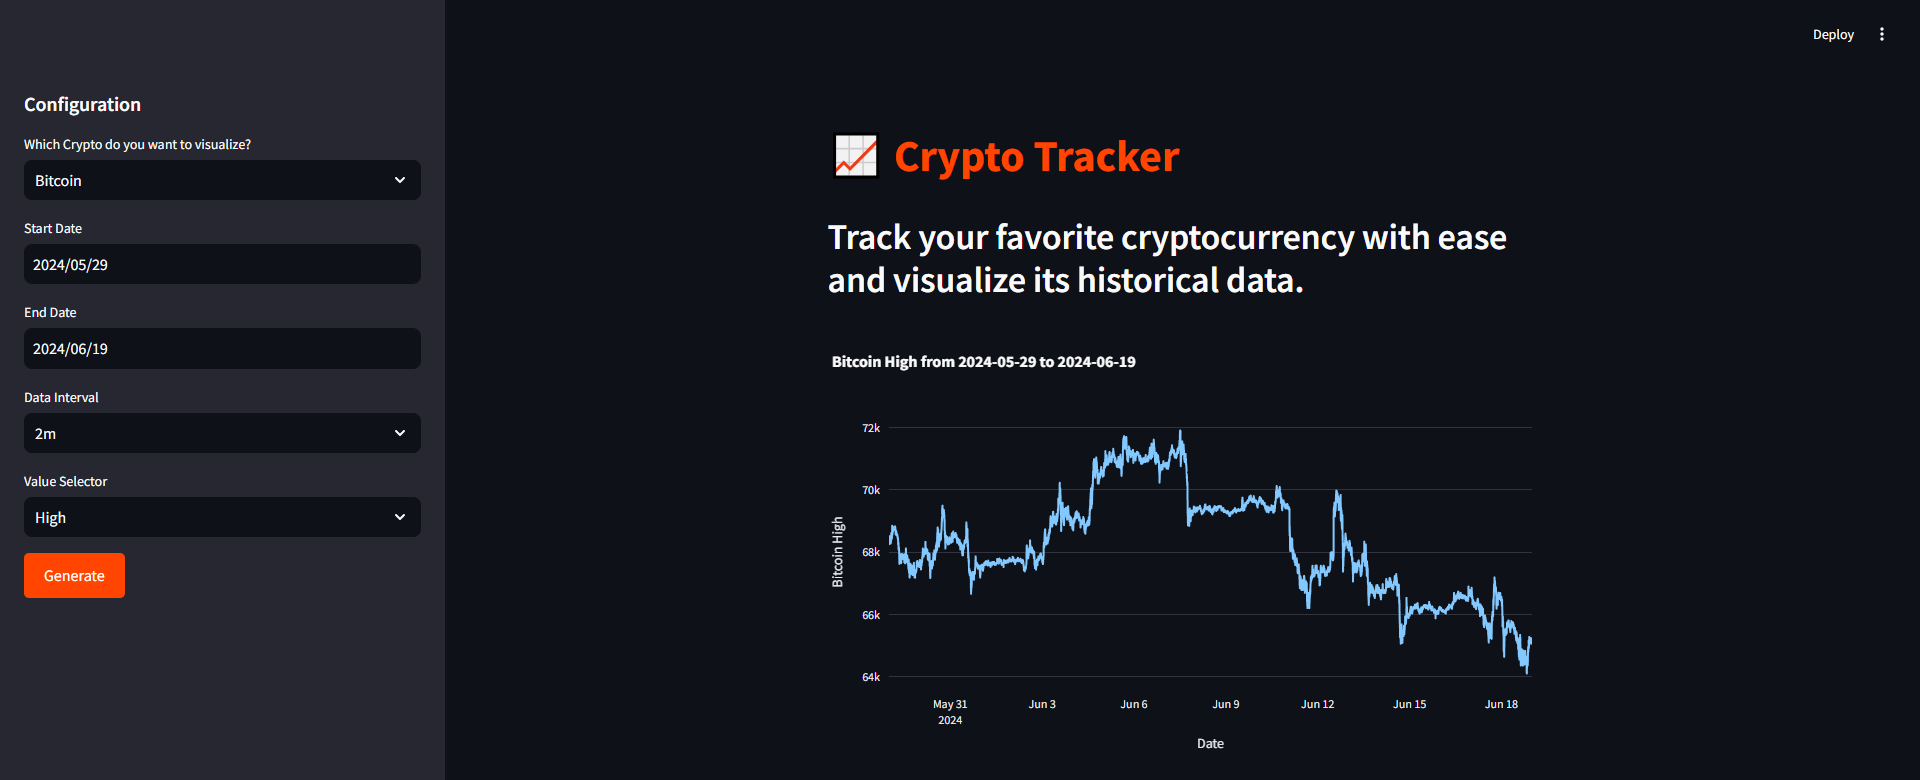 Deploy
Configuration
Which Crypto do you want to visualize?
Bitcoin
Start Date
2024/05/29
End Date
2024/06/19
Data Interval
2m
Value Selector
High
Generate
Crypto Tracker
Track your favorite cryptocurrency with ease
and visualize its historical data.
Bitcoin High from 2024-05-29 to 2024-06-19
72k
70k
68k
66k
64k
Bitcoin High
May 31 Jun 3 Jun 6 Jun 9 Jun 12 Jun 15 Jun 18
2024
Date